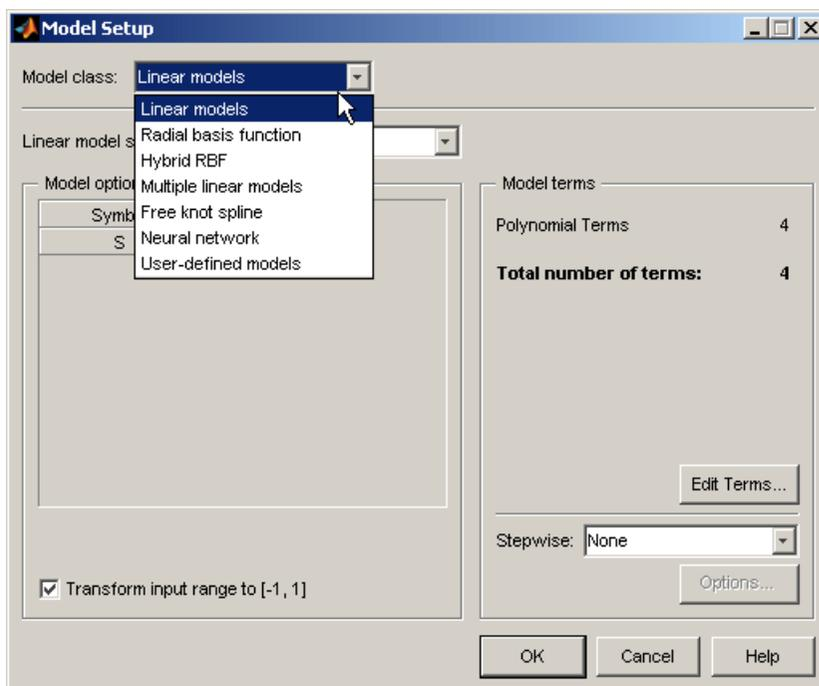 Model Setup
Model class: Linear models
Linear models
Radial basis function
Hybrid RBF
Multiple linear models
Free knot spline
Neural network
User-defined models
Linear model s
Model option
Symb
S
Transform input range to [-1, 1]
Model terms
Polynomial Terms 4
Total number of terms: 4
Edit Terms...
Stepwise: None
Options...
OK Cancel Help